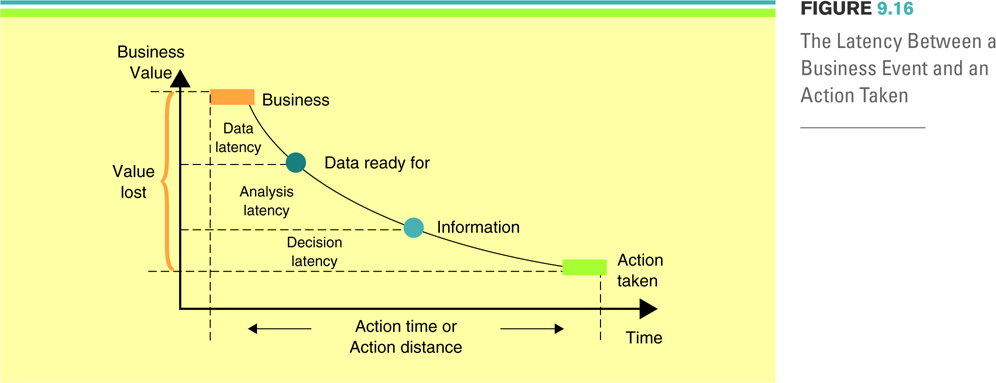 FIGURE 9.16
The Latency Between a
Business Event and an
Action Taken
Business
Value
Business
Data
latency
Data ready for
Value
lost
Analysis
latency
Information
Decision
latency
Action
taken
Action time or
Action distance
Time